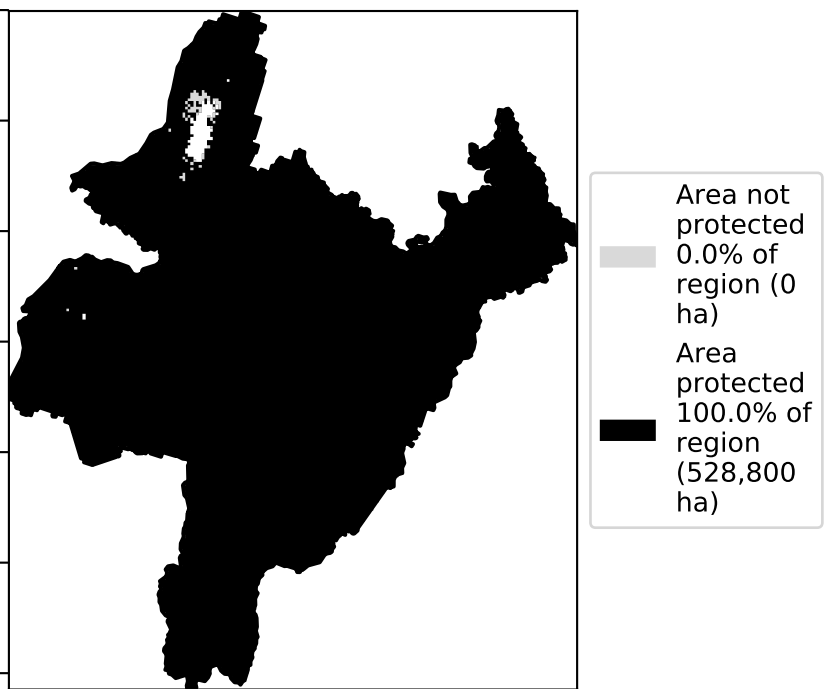 Area not
protected
0.0% of
region (0
ha)
Area
protected
100.0% of
region
(528,800
ha)